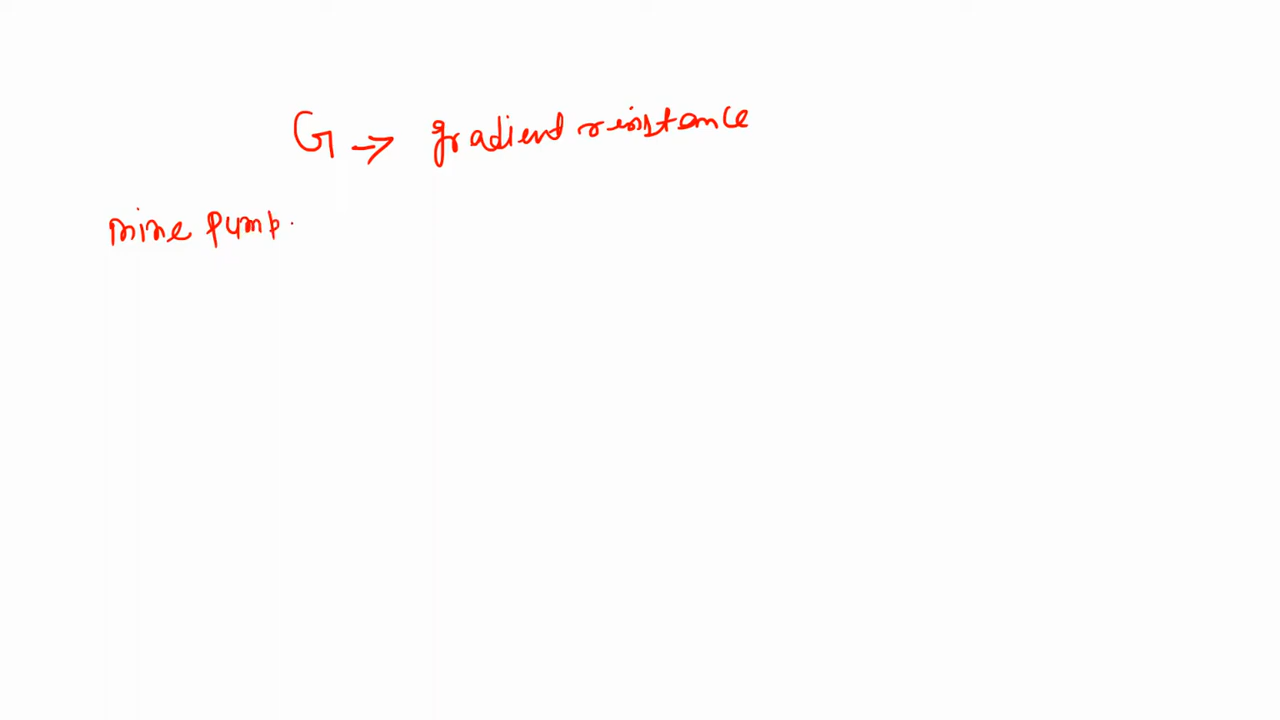 G → gradient resistance
mine pump.